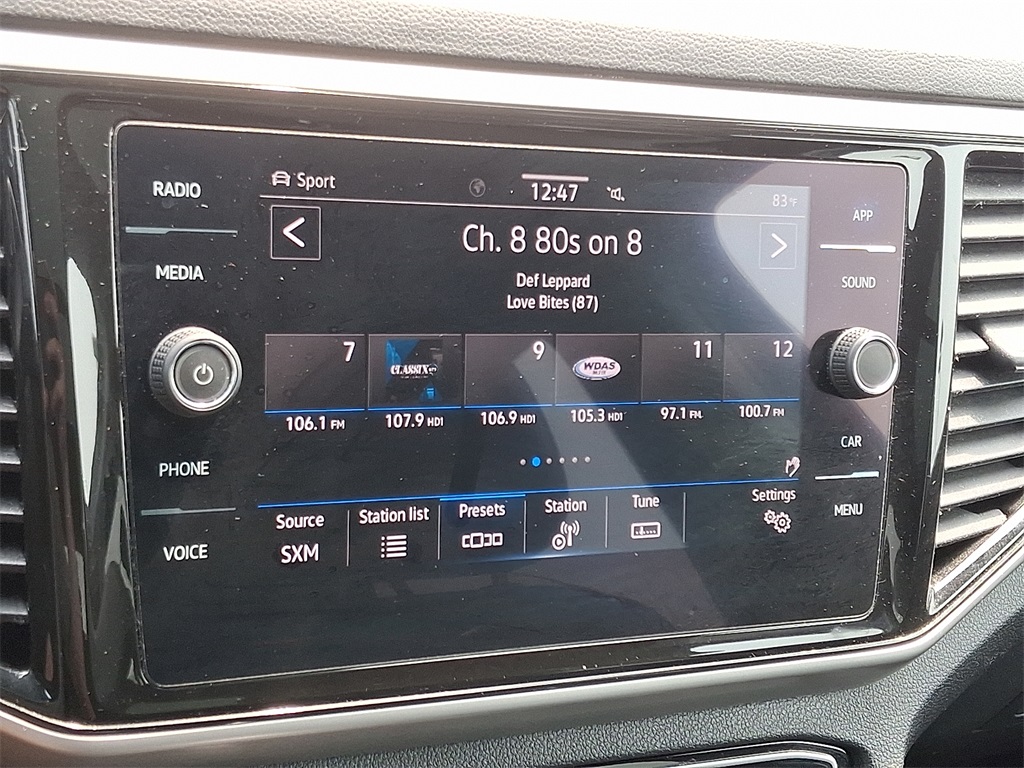 RADIO
MEDIA
PHONE
VOICE
Sport
12:47
83°F
Ch. 8 80s on 8
Def Leppard
Love Bites (87)
7
CLASSIX
9
WDAS
11
12
106.1 FM
107.9 HD1
106.9 HD1
105.3 HD1
97.1 FM
100.7 FM
Source
SXM
Station list
Presets
Station
Tune
Settings
APP
SOUND
CAR
MENU